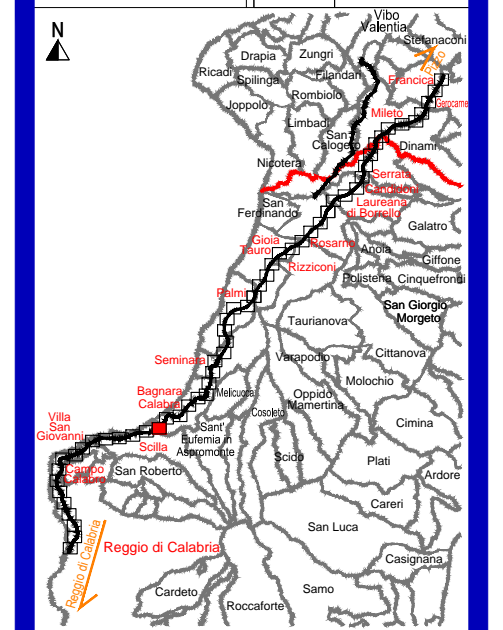 N
Vibo
Valentia
Stefanaconi
Pizzo
Drapia
Zungri
Ricadi
Spilinga
Filandari
Francica
Joppolo
Rombiolo
Gerocarne
Mileto
Limbadi
San
Calogero
Dinami
Nicotera
Serrata
Candidoni
San
Ferdinando
Laureana
di Borrello
Galatro
Gioia
Tauro
Rosarno
Anoia
Giffone
Rizziconi
Polistena
Cinquefrondi
Palmi
San Giorgio
Morgeto
Taurianova
Seminara
Varapodio
Cittanova
Molochio
Bagnara
Calabra
Melicucca
Oppido
Mamertina
Cosoleto
Cimina
Villa
San
Giovanni
Sant'
Eufemia in
Aspromonte
Scilla
Scido
Plati
Campo
Calabro
San Roberto
Ardore
Careri
San Luca
Reggio di Calabria
Reggio di Calabria
Casignana
Cardeto
Samo
Roccaforte